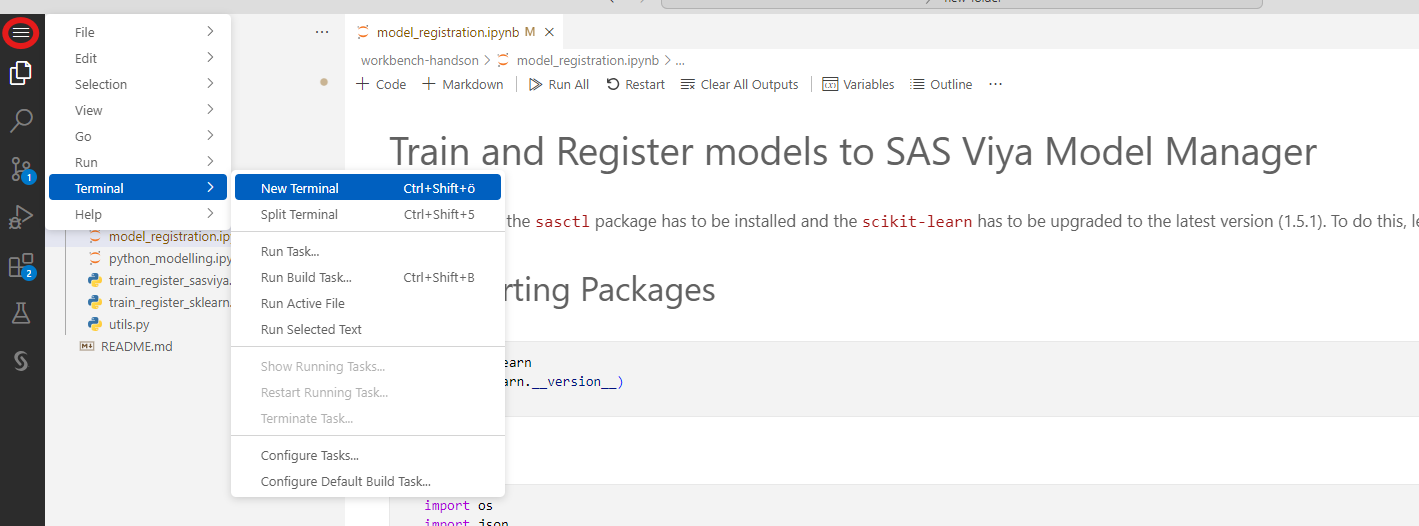 new-folder
File
Edit
Selection
View
Go
Run
Terminal
Help
New Terminal Ctrl+Shift+ö
Split Terminal Ctrl+Shift+5
Run Task...
Run Build Task... Ctrl+Shift+B
Run Active File
Run Selected Text
Show Running Tasks...
Restart Running Task...
Terminate Task...
Configure Tasks...
Configure Default Build Task...
1
2
model_registration.ip
python_modelling.ipy
train_register_sasviya.
train_register_sklearn.
utils.py
README.md
model_registration.ipynb M
workbench-handson > model_registration.ipynb > ...
+ Code + Markdown Run All Restart Clear All Outputs Variables Outline ...
Train and Register models to SAS Viya Model Manager
the sasctl package has to be installed and the scikit-learn has to be upgraded to the latest version (1.5.1). To do this, le
rting Packages
earn
arn.__version__)
import os
import json